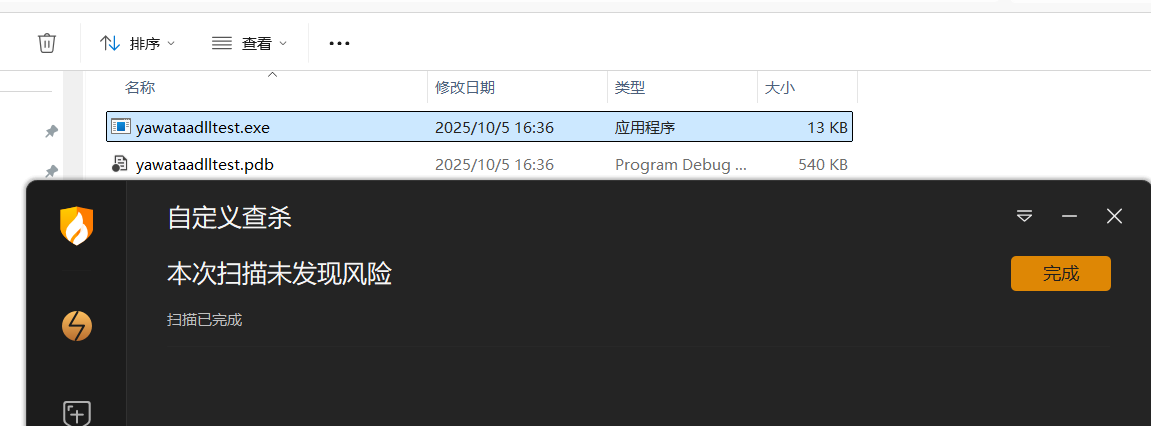 排序 查看
名称 修改日期 类型 大小
yawataadlltest.exe 2025/10/5 16:36 应用程序 13 KB
yawataadlltest.pdb 2025/10/5 16:36 Program Debug ... 540 KB
自定义查杀
本次扫描未发现风险
完成
扫描已完成